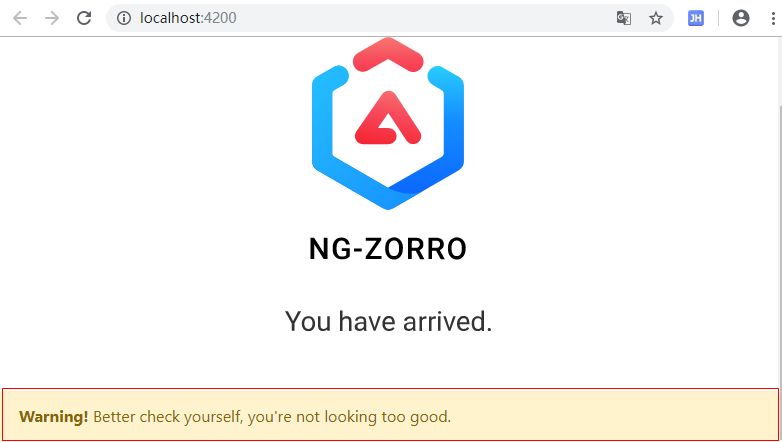 localhost:4200
JH
NG-ZORRO
You have arrived.
Warning! Better check yourself, you're not looking too good.